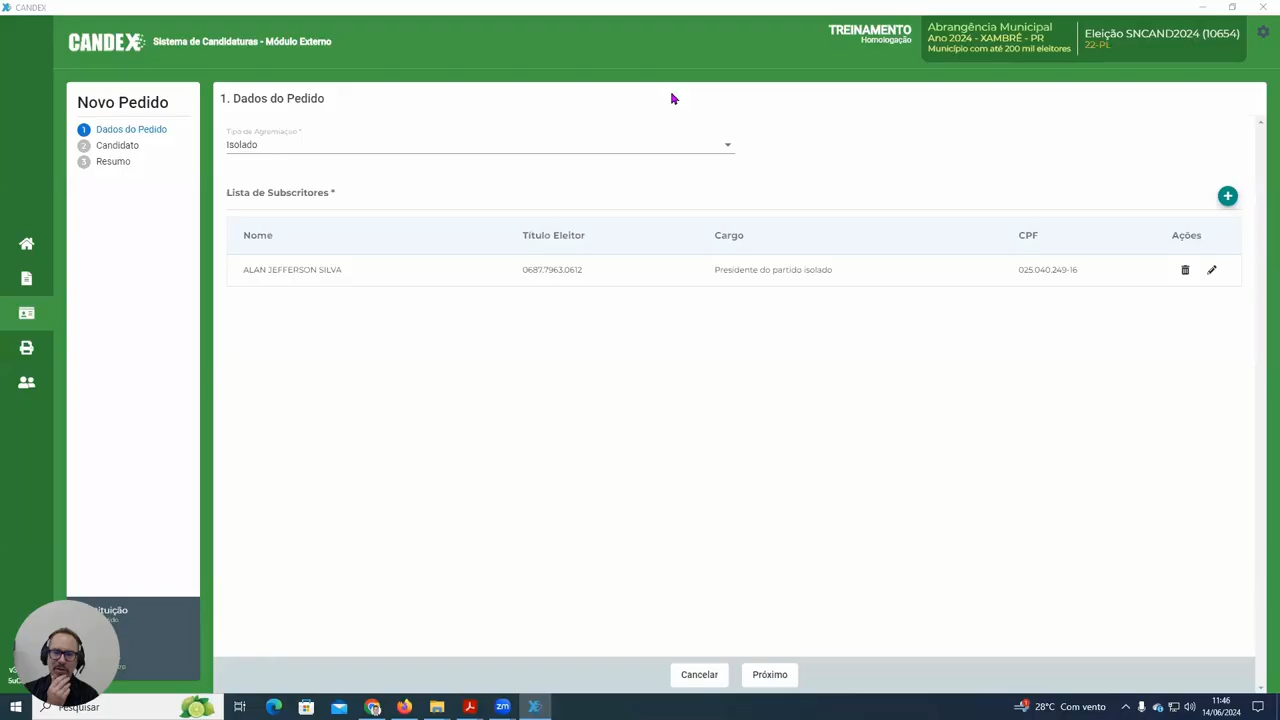 CANDEX
CANDEX Sistema de Candidaturas - Módulo Externo
TREINAMENTO
Homologação
Abrangência Municipal
Ano 2024 - XAMBRÊ - PR
Município com até 200 mil eleitores
Eleição SNCAND2024 (10654)
22-PL
Novo Pedido
1 Dados do Pedido
2 Candidato
3 Resumo
1. Dados do Pedido
Tipo de Agremiação *
Isolado
Lista de Subscritores *
Nome Título Eleitor Cargo CPF Ações
ALAN JEFFERSON SILVA 0687.7963.0612 Presidente do partido isolado 025.040.249-16
Cancelar Próximo
28°C Com vento
11:46
14/06/2024